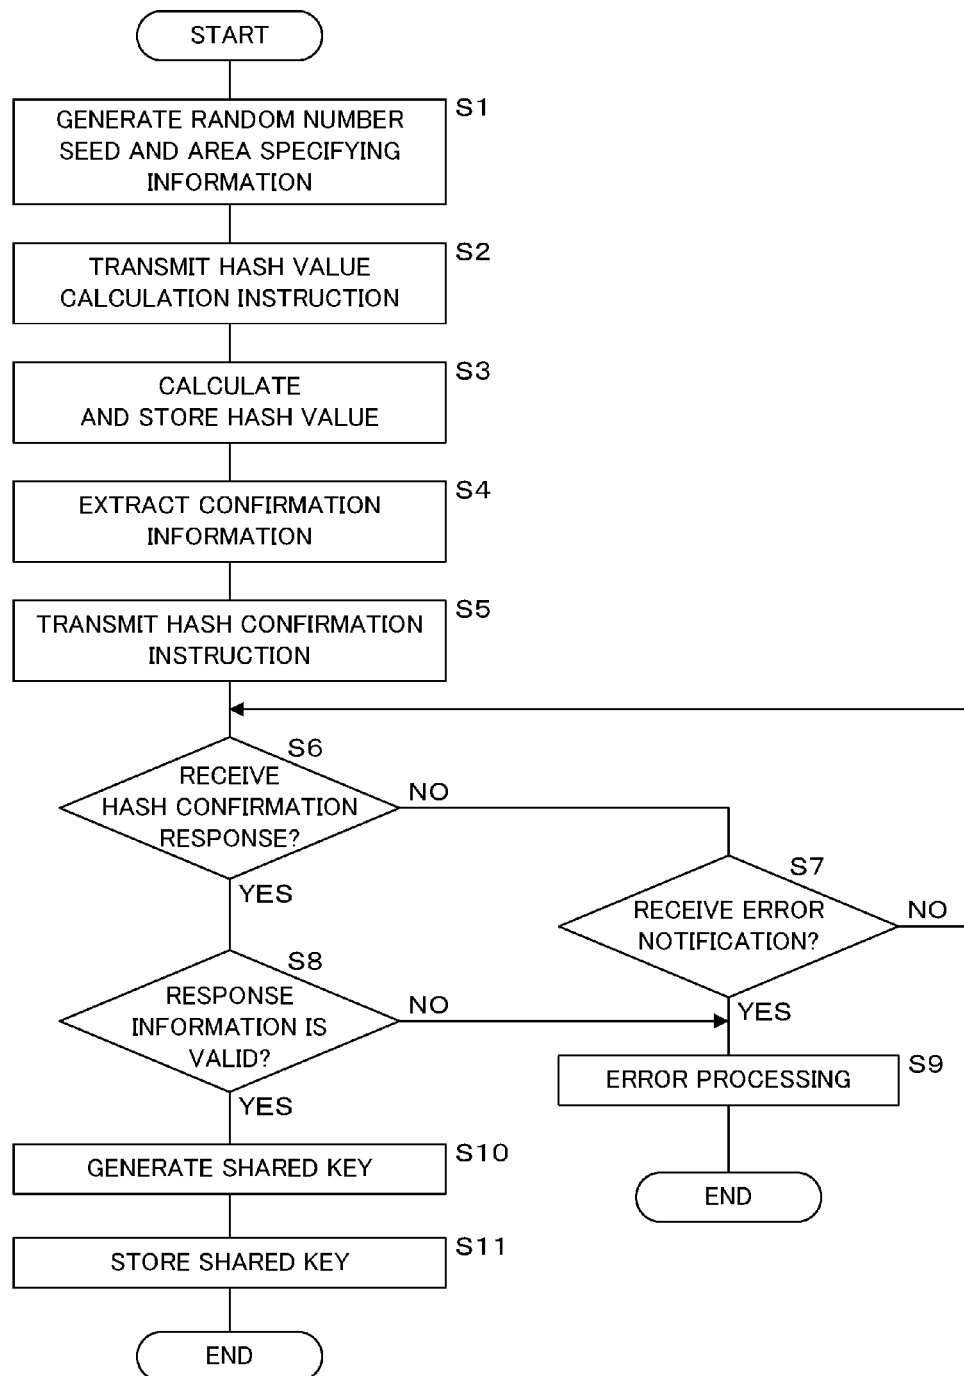 START
S1
GENERATE RANDOM NUMBER
SEED AND AREA SPECIFYING
INFORMATION
S2
TRANSMIT HASH VALUE
CALCULATION INSTRUCTION
S3
CALCULATE
AND STORE HASH VALUE
S4
EXTRACT CONFIRMATION
INFORMATION
S5
TRANSMIT HASH CONFIRMATION
INSTRUCTION
S6
RECEIVE
HASH CONFIRMATION
RESPONSE?
NO
YES
S7
RECEIVE ERROR
NOTIFICATION?
NO
YES
S8
RESPONSE
INFORMATION IS
VALID?
NO
YES
S9
ERROR PROCESSING
END
S10
GENERATE SHARED KEY
S11
STORE SHARED KEY
END